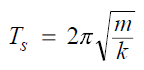 T_s = 2π√(m/k)